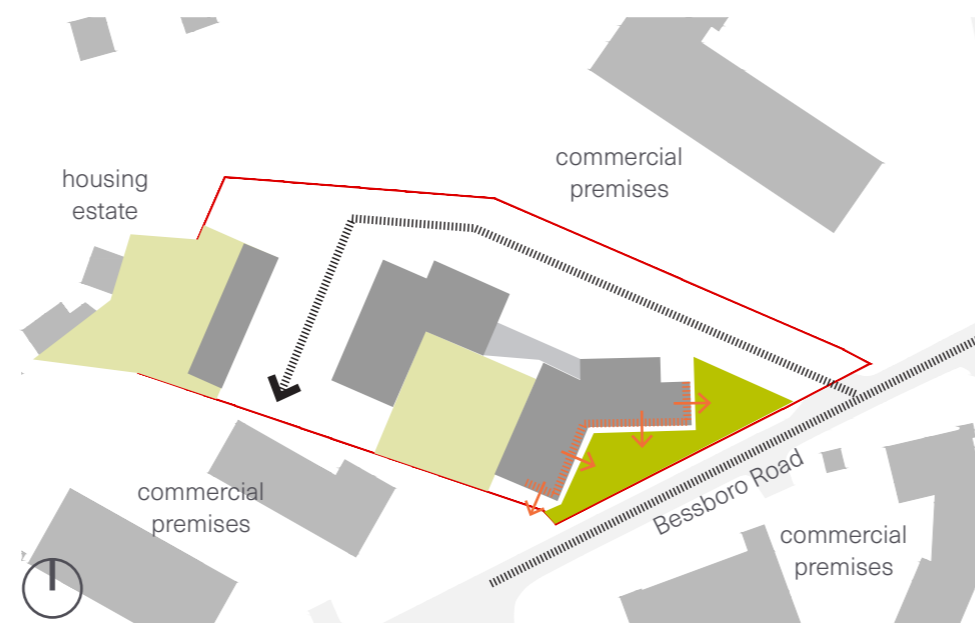 commercial
premises
housing
estate
commercial
premises
Bessboro Road
commercial
premises